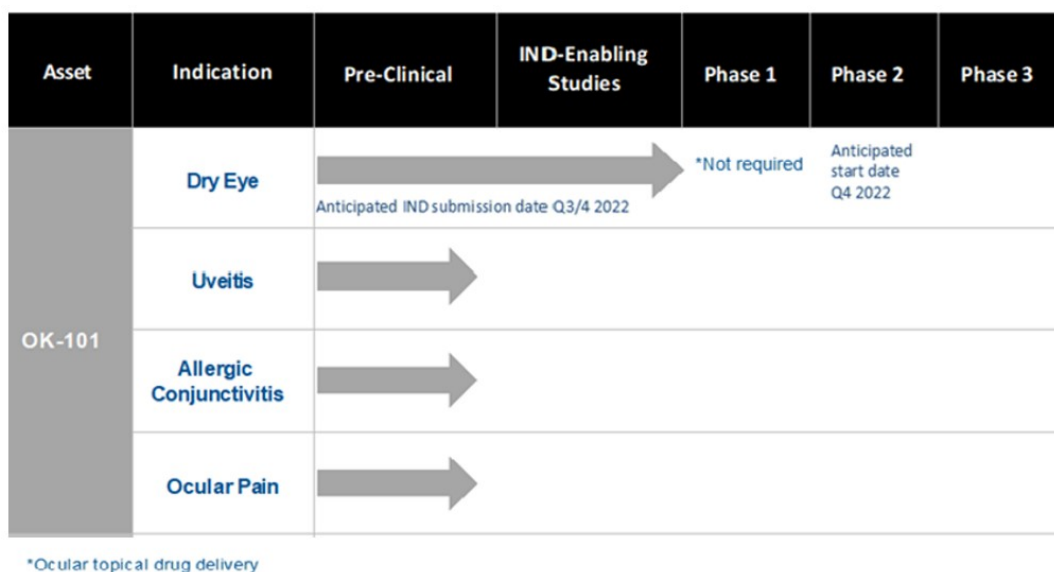 Asset
Indication
Pre-Clinical
IND-Enabling
Studies
Phase 1
Phase 2
Phase 3
OK-101
Dry Eye
Anticipated IND submission date Q3/4 2022
*Not required
Anticipated
start date
Q4 2022
Uveitis
Allergic
Conjunctivitis
Ocular Pain
*Ocular topical drug delivery